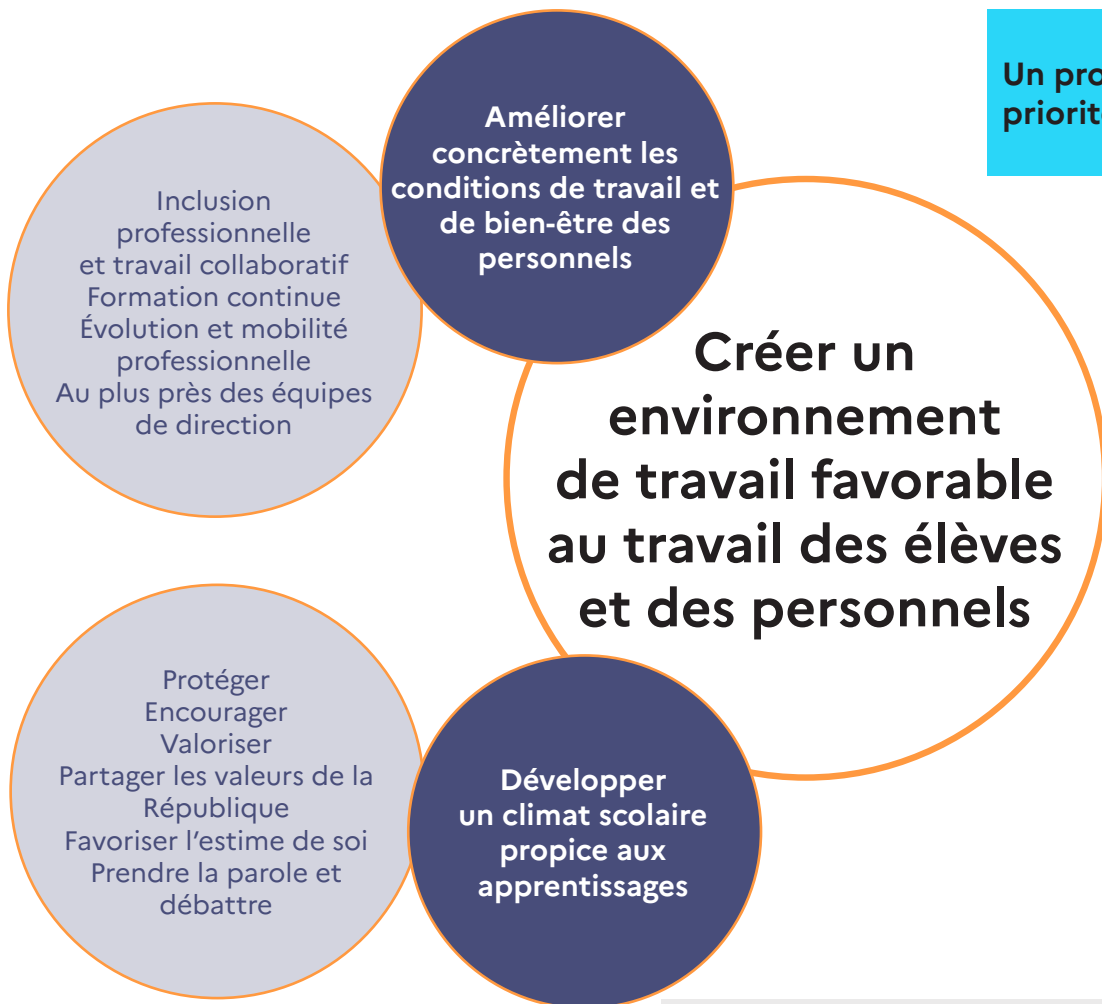 Un pro
priorit
Améliorer
concrètement les
conditions de travail et
de bien-être des
personnels
Inclusion
professionnelle
et travail collaboratif
Formation continue
Évolution et mobilité
professionnelle
Au plus près des équipes
de direction
Créer un
environnement
de travail favorable
au travail des élèves
et des personnels
Protéger
Encourager
Valoriser
Partager les valeurs de la
République
Favoriser l’estime de soi
Prendre la parole et
débattre
Développer
un climat scolaire
propice aux
apprentissages